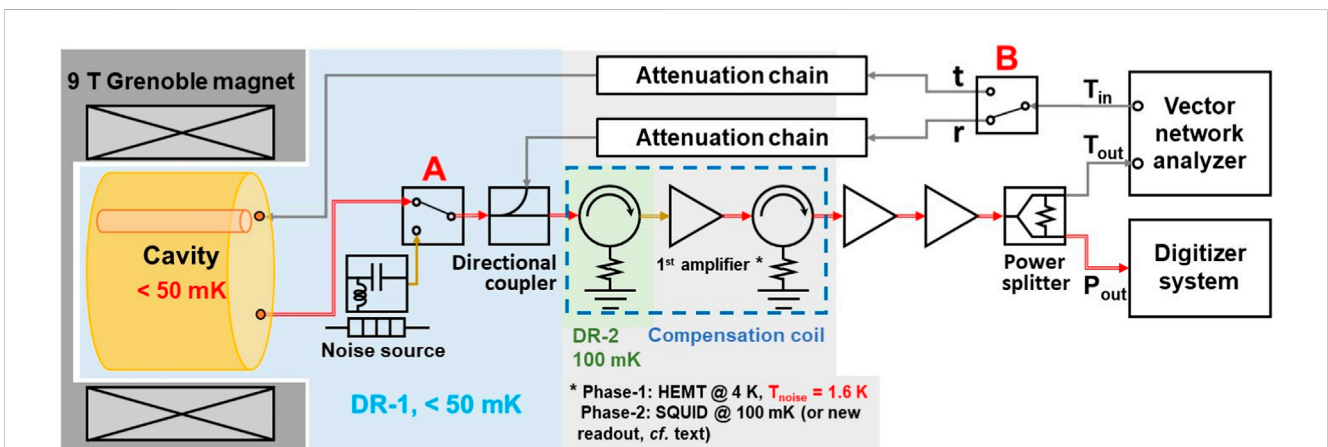 9 T Grenoble magnet
Attenuation chain
t
B
T_in
Vector
network
analyzer
Attenuation chain
r
T_out
A
Cavity
< 50 mK
Directional
coupler
1st amplifier *
Power
splitter
P_out
Digitizer
system
Noise source
DR-2
100 mK
Compensation coil
DR-1, < 50 mK
* Phase-1: HEMT @ 4 K, T_noise = 1.6 K
Phase-2: SQUID @ 100 mK (or new
readout, cf. text)